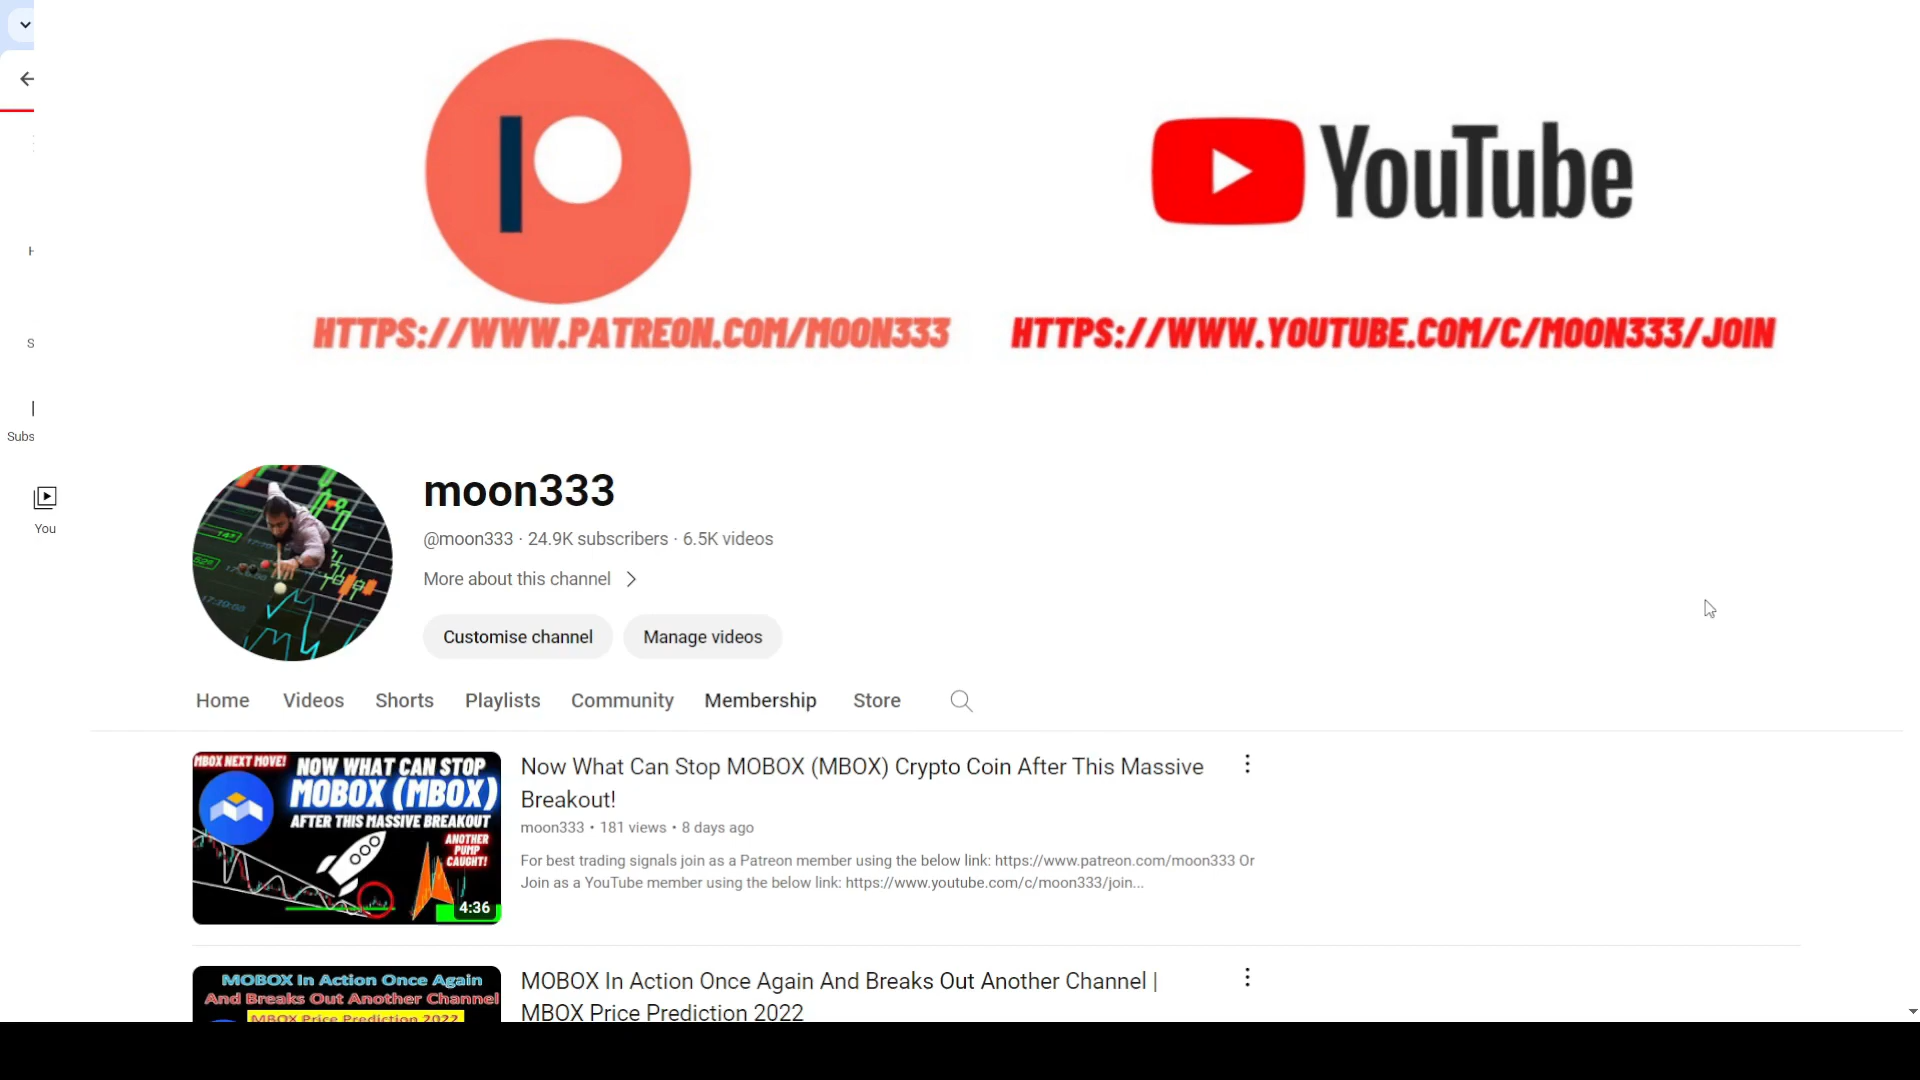 YouTube
HTTPS://WWW.PATREON.COM/MOON333
HTTPS://WWW.YOUTUBE.COM/C/MOON333/JOIN
H
S
Subs
You
moon333
@moon333 · 24.9K subscribers · 6.5K videos
More about this channel
Customise channel
Manage videos
Home
Videos
Shorts
Playlists
Community
Membership
Store
MBOX NEXT MOVE!
NOW WHAT CAN STOP
MOBOX (MBOX)
AFTER THIS MASSIVE BREAKOUT
ANOTHER
PUMP
CAUGHT!
4:36
Now What Can Stop MOBOX (MBOX) Crypto Coin After This Massive
Breakout!
moon333 • 181 views • 8 days ago
For best trading signals join as a Patreon member using the below link: https://www.patreon.com/moon333 Or
Join as a YouTube member using the below link: https://www.youtube.com/c/moon333/join...
MOBOX In Action Once Again
And Breaks Out Another Channel
MBOX Price Prediction 2022
MOBOX In Action Once Again And Breaks Out Another Channel |
MBOX Price Prediction 2022